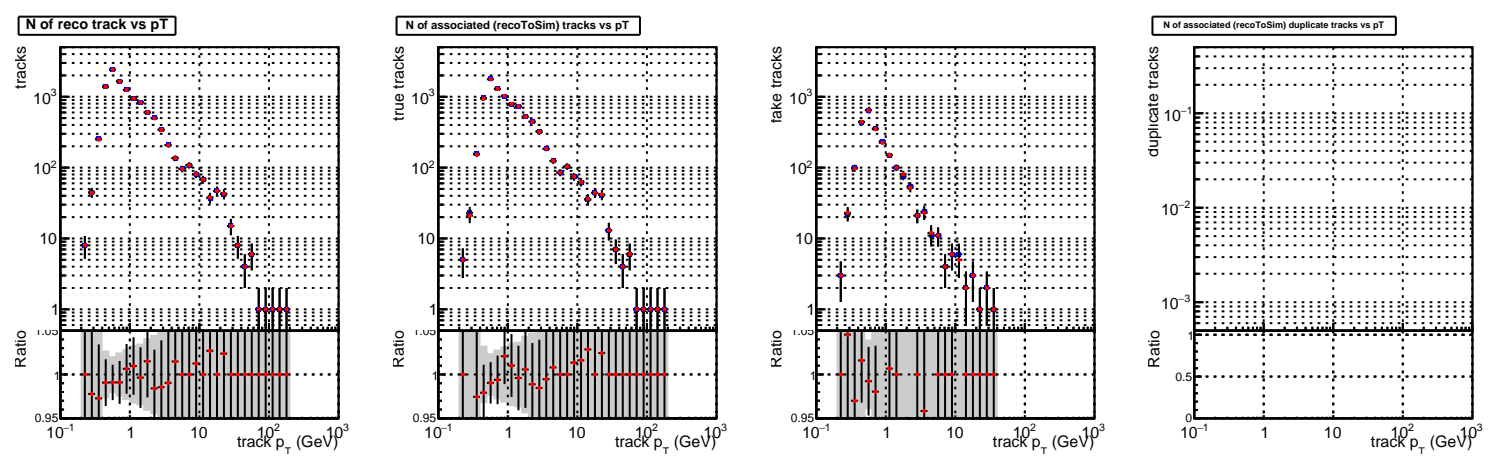 N of reco track vs pT
tracks
10³
10²
10
1
Ratio
1.05
1
0.95
10⁻¹ 1 10 10² 10³
track p_T (GeV)
N of associated (recoToSim) tracks vs pT
true tracks
10³
10²
10
1
Ratio
1.05
1
0.95
10⁻¹ 1 10 10² 10³
track p_T (GeV)
fake tracks
10³
10²
10
1
Ratio
1.05
1
0.95
10⁻¹ 1 10 10² 10³
track p_T (GeV)
N of associated (recoToSim) duplicate tracks vs pT
duplicate tracks
10⁻¹
10⁻²
10⁻³
Ratio
1
0.5
0
10⁻¹ 1 10 10² 10³
track p_T (GeV)